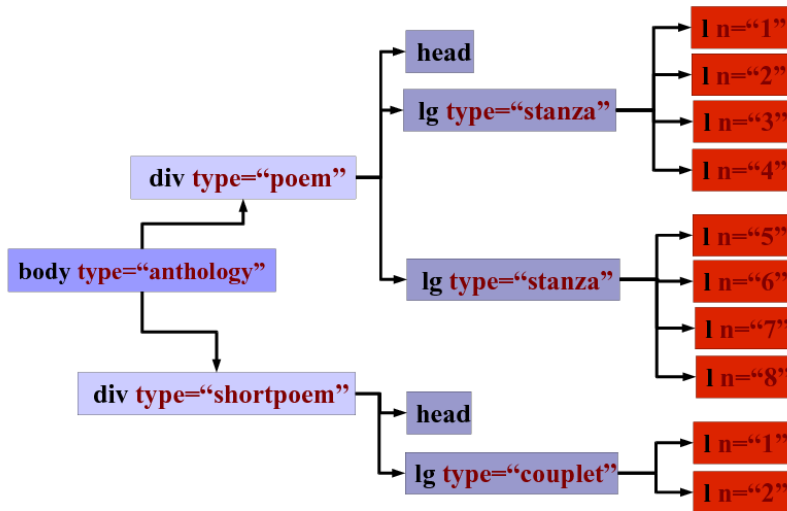 l n=“1”
head
l n=“2”
lg type=“stanza”
l n=“3”
l n=“4”
div type=“poem”
l n=“5”
body type=“anthology”
lg type=“stanza”
l n=“6”
l n=“7”
l n=“8”
div type=“shortpoem”
head
l n=“1”
lg type=“couplet”
l n=“2”